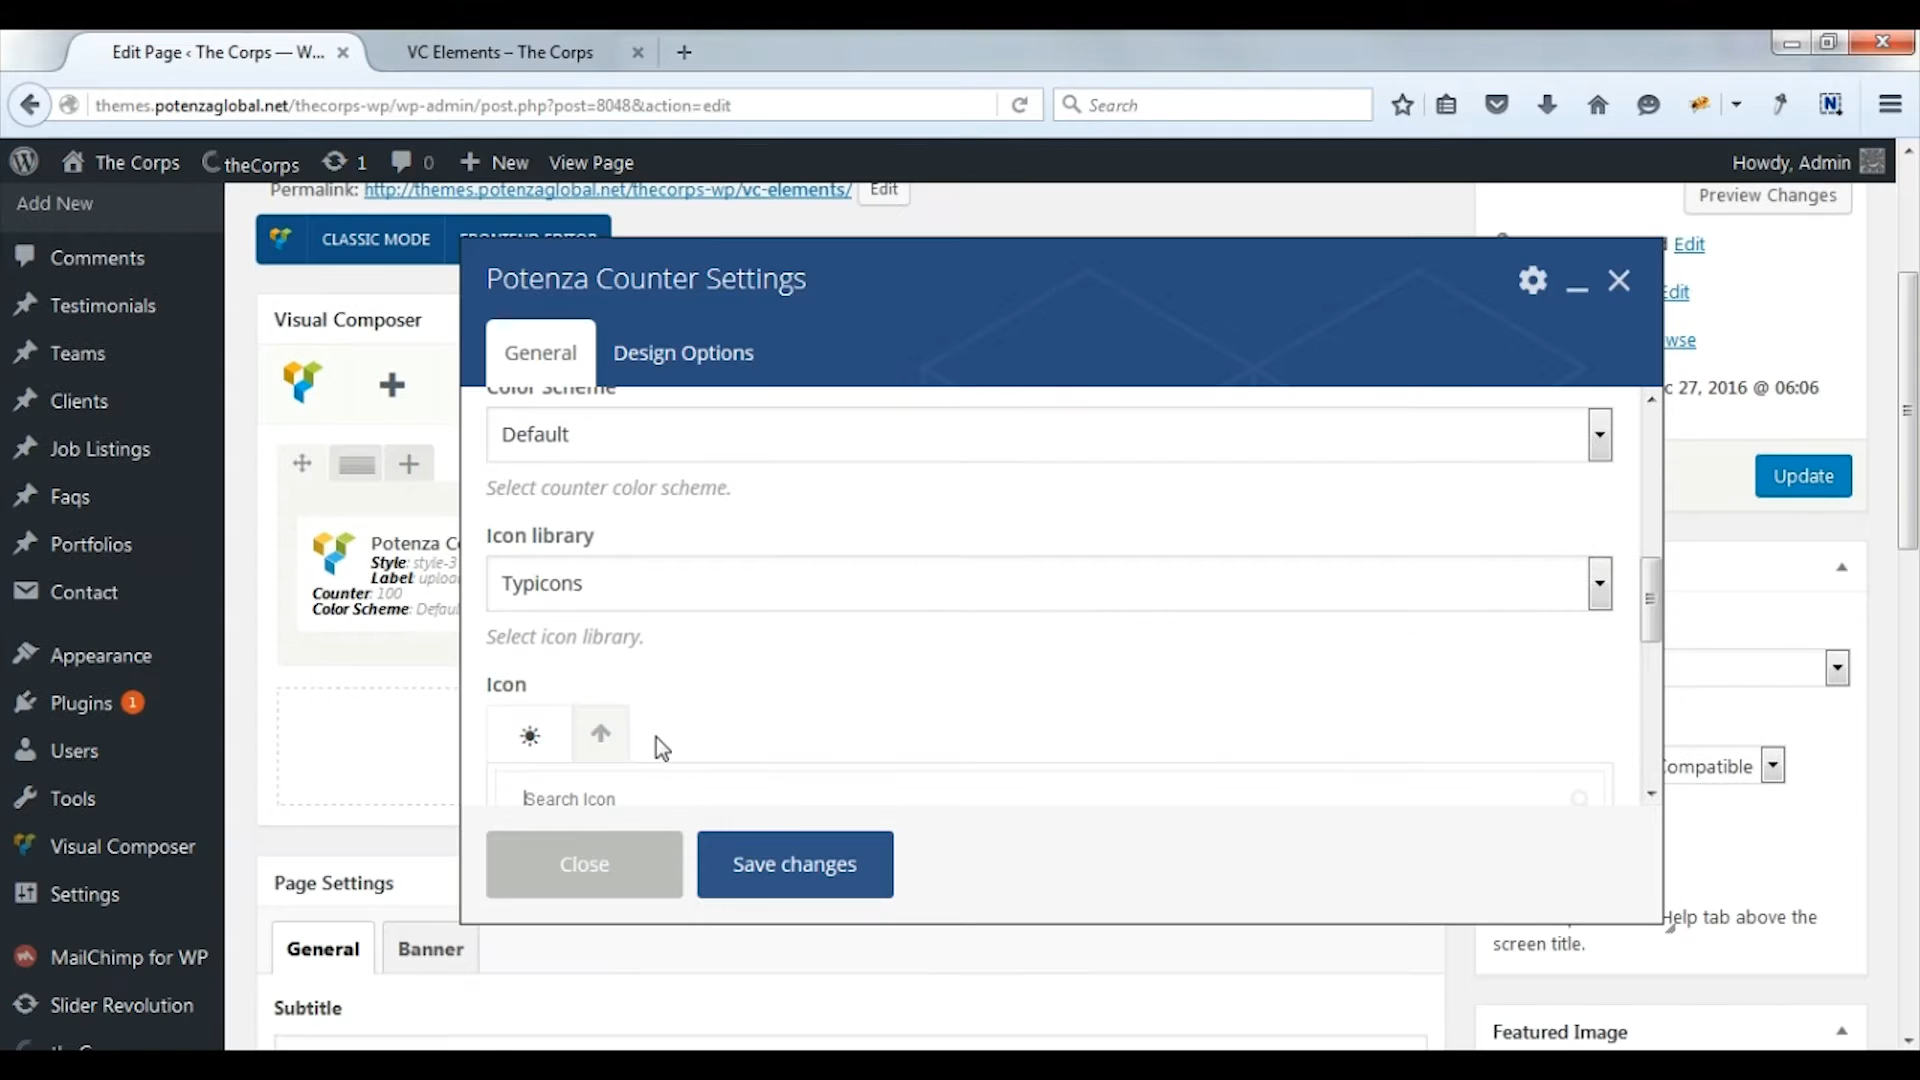 Edit Page ‹ The Corps — W...
VC Elements – The Corps
themes.potenzaglobal.net/thecorps-wp/wp-admin/post.php?post=8048&action=edit
Search
The Corps
theCorps
1
0
New
View Page
Howdy, Admin
Add New
Comments
Testimonials
Teams
Clients
Job Listings
Faqs
Portfolios
Contact
Appearance
Plugins 1
Users
Tools
Visual Composer
Settings
MailChimp for WP
Slider Revolution
Permalink: http://themes.potenzaglobal.net/thecorps-wp/vc-elements/ Edit
CLASSIC MODE
FRONTEND EDITOR
Visual Composer
Potenza Co
Style: style-3
Label: upload
Counter: 100
Color Scheme: Defau
Page Settings
General
Banner
Subtitle
Potenza Counter Settings
General
Design Options
Color Scheme
Default
Select counter color scheme.
Icon library
Typicons
Select icon library.
Icon
Search Icon
Close
Save changes
Preview Changes
Edit
Edit
wse
c 27, 2016 @ 06:06
Update
Compatible
Help tab above the
screen title.
Featured Image